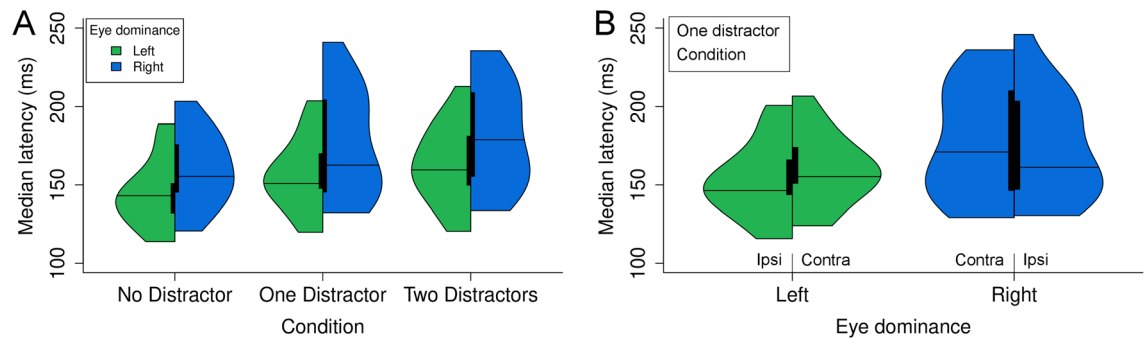 A
Median latency (ms)
250
200
150
100
Eye dominance
Left
Right
No Distractor
One Distractor
Two Distractors
Condition
B
Median latency (ms)
250
200
150
100
One distractor
Condition
Ipsi
Contra
Contra
Ipsi
Left
Right
Eye dominance